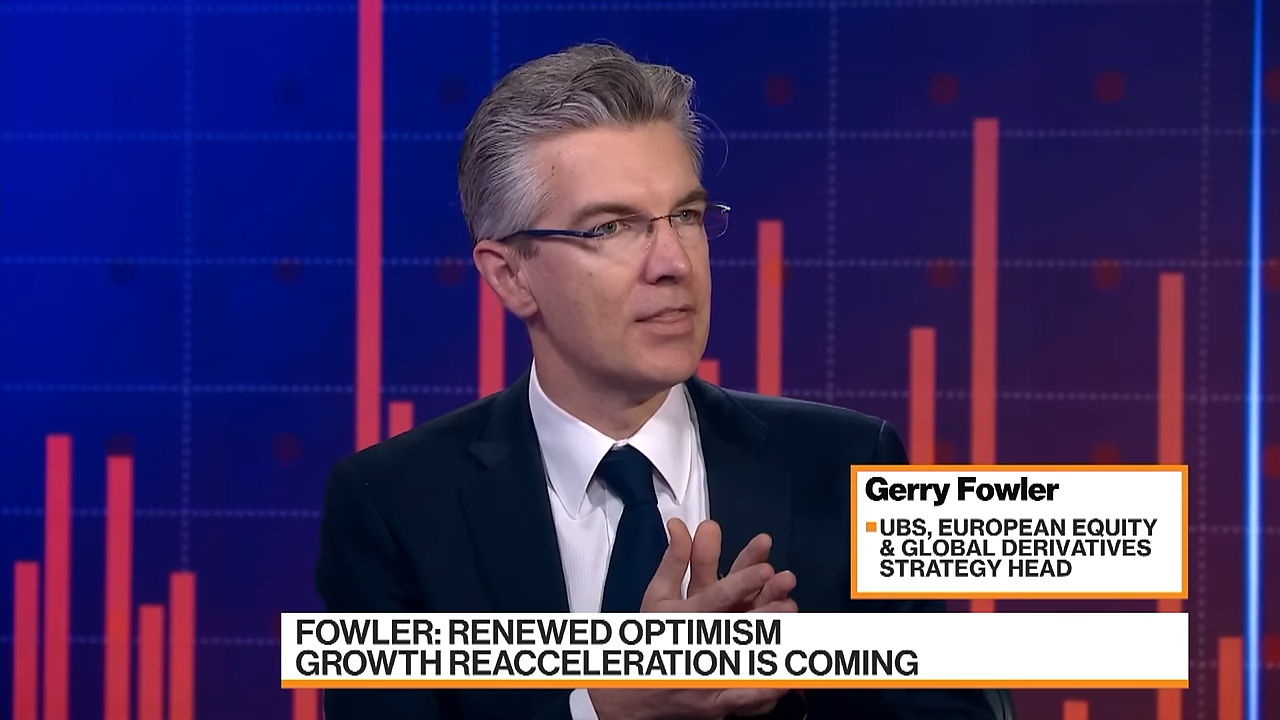 Gerry Fowler
UBS, EUROPEAN EQUITY
& GLOBAL DERIVATIVES
STRATEGY HEAD
FOWLER: RENEWED OPTIMISM
GROWTH REACCELERATION IS COMING